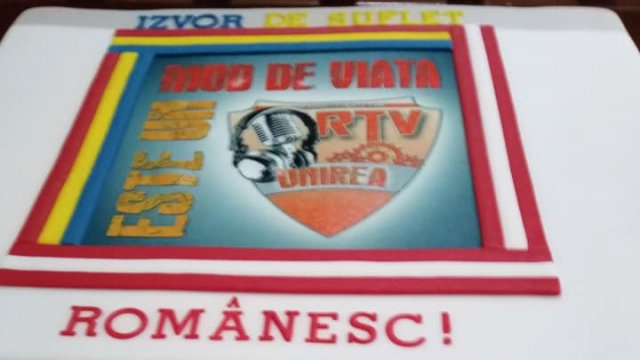 IZVOR DE SUFLET
MOD DE VIATA
ESTE UN
RTV
UNIREA
ROMÂNESC!